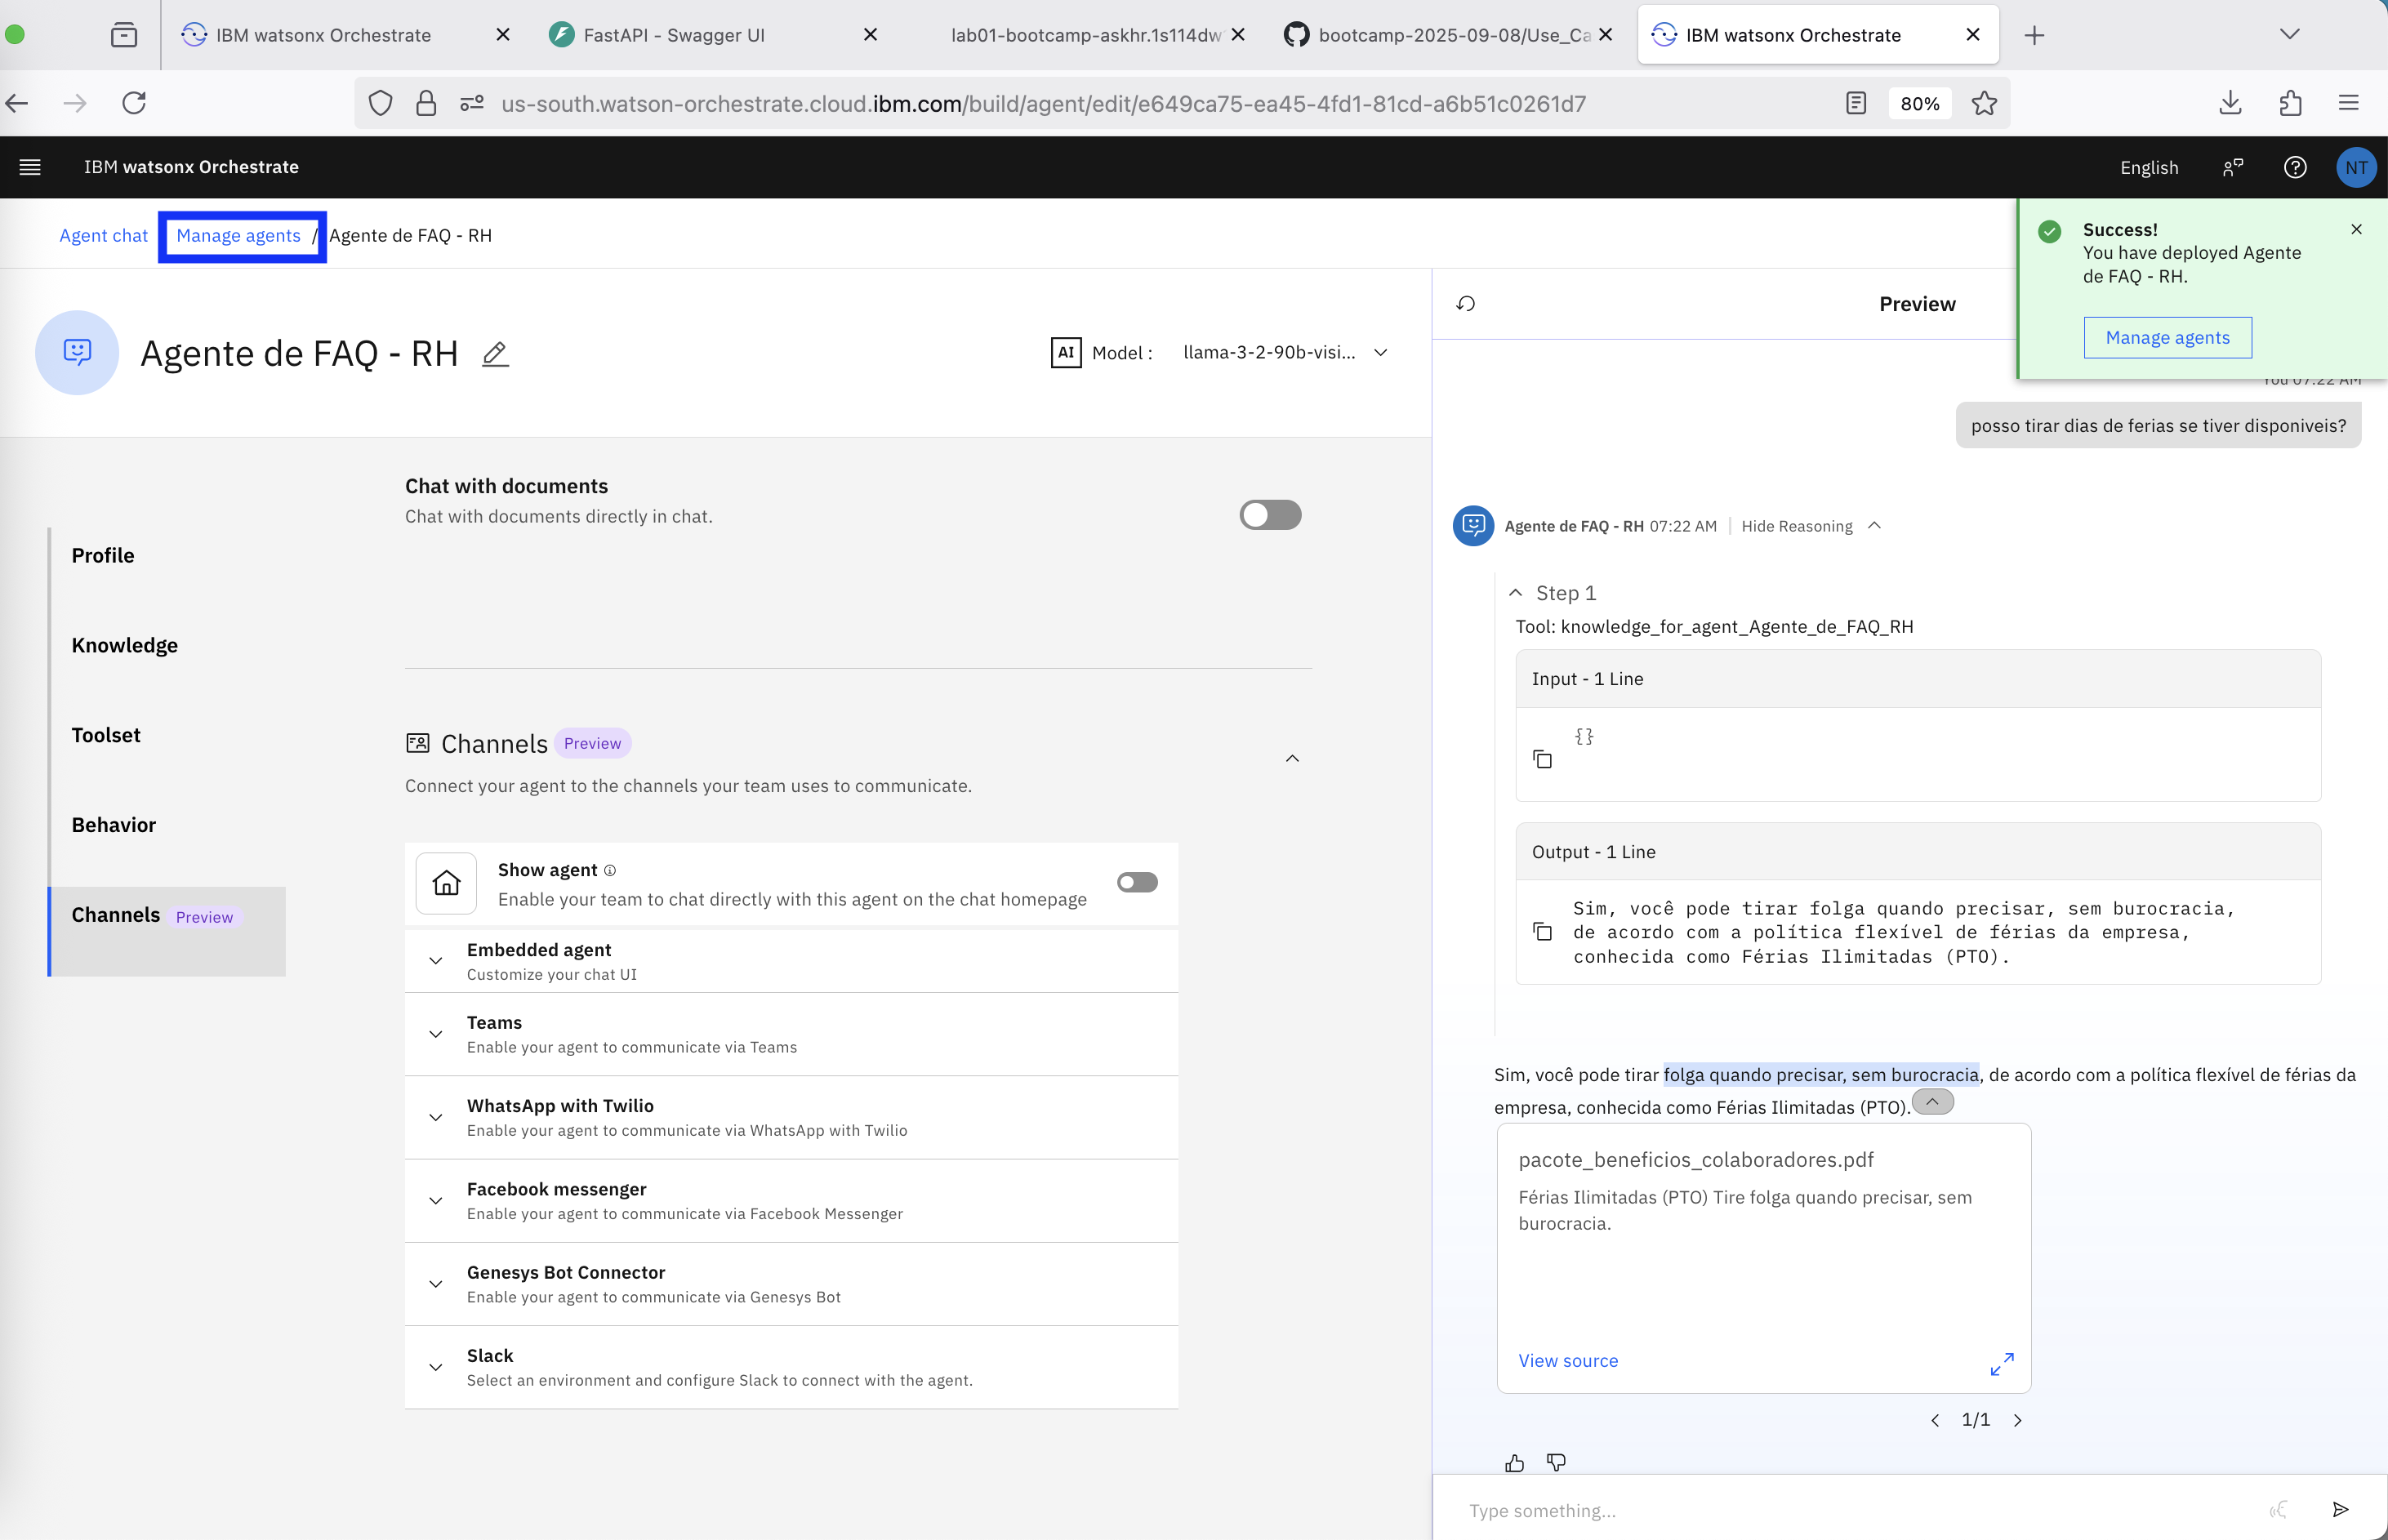 IBM watsonx Orchestrate
FastAPI - Swagger UI
lab01-bootcamp-askhr.1s114dw
bootcamp-2025-09-08/Use_Ca
IBM watsonx Orchestrate
us-south.watson-orchestrate.cloud.ibm.com/build/agent/edit/e649ca75-ea45-4fd1-81cd-a6b51c0261d7
80%
IBM watsonx Orchestrate
English
NT
Agent chat
Manage agents / Agente de FAQ - RH
Success!
You have deployed Agente
de FAQ - RH.
Manage agents
Agente de FAQ - RH
AI Model :
llama-3-2-90b-visi...
Profile
Knowledge
Toolset
Behavior
Channels Preview
Chat with documents
Chat with documents directly in chat.
Channels Preview
Connect your agent to the channels your team uses to communicate.
Show agent
Enable your team to chat directly with this agent on the chat homepage
Embedded agent
Customize your chat UI
Teams
Enable your agent to communicate via Teams
WhatsApp with Twilio
Enable your agent to communicate via WhatsApp with Twilio
Facebook messenger
Enable your agent to communicate via Facebook Messenger
Genesys Bot Connector
Enable your agent to communicate via Genesys Bot
Slack
Select an environment and configure Slack to connect with the agent.
Preview
You 07:22 AM
posso tirar dias de ferias se tiver disponiveis?
Agente de FAQ - RH 07:22 AM | Hide Reasoning
Step 1
Tool: knowledge_for_agent_Agente_de_FAQ_RH
Input - 1 Line
{}
Output - 1 Line
Sim, você pode tirar folga quando precisar, sem burocracia,
de acordo com a política flexível de férias da empresa,
conhecida como Férias Ilimitadas (PTO).
Sim, você pode tirar folga quando precisar, sem burocracia, de acordo com a política flexível de férias da
empresa, conhecida como Férias Ilimitadas (PTO).
pacote_beneficios_colaboradores.pdf
Férias Ilimitadas (PTO) Tire folga quando precisar, sem
burocracia.
View source
1/1
Type something...